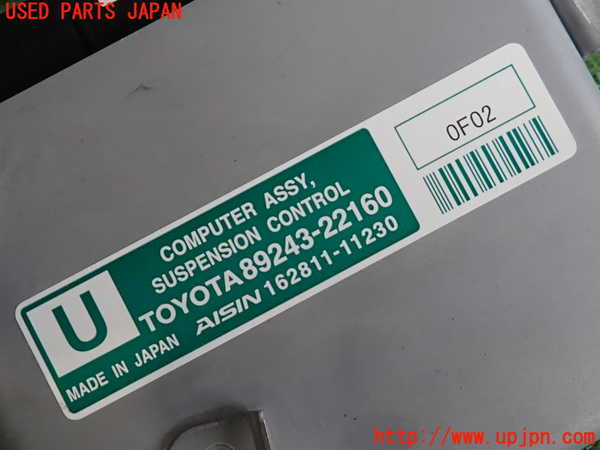 USED PARTS JAPAN
0F02
COMPUTER ASSY,
SUSPENSION CONTROL
TOYOTA 89243-22160
AISIN 162811-11230
U
MADE IN JAPAN
http://www.upjpn.com/